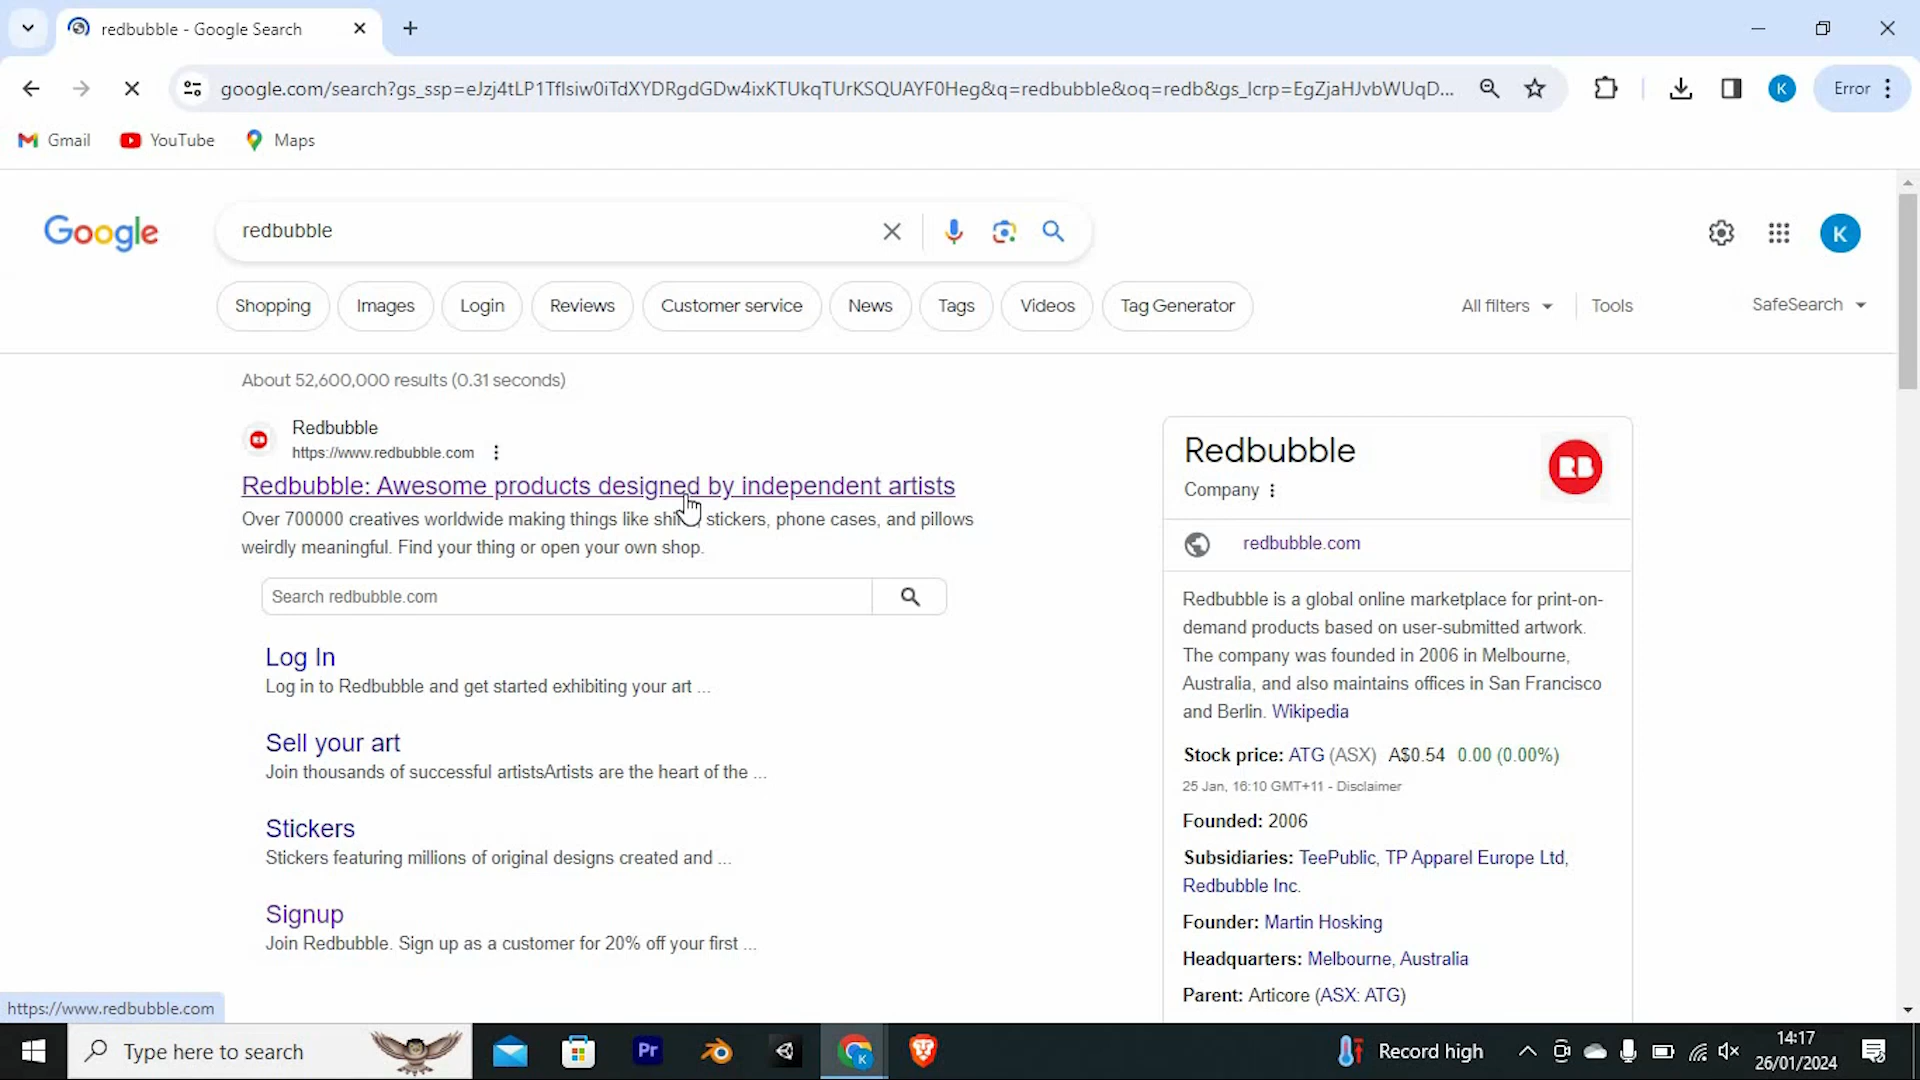 redbubble - Google Search
google.com/search?gs_ssp=eJzj4tLP1TfIsiw0iTdXYDRgdGDw4ixKTUkqTUrKSQUAYF0Heg&q=redbubble&oq=redb&gs_lcrp=EgZjaHJvbWUqD...
Error
Gmail
YouTube
Maps
Google
redbubble
K
Shopping
Images
Login
Reviews
Customer service
News
Tags
Videos
Tag Generator
All filters
Tools
SafeSearch
About 52,600,000 results (0.31 seconds)
Redbubble
https://www.redbubble.com
Redbubble: Awesome products designed by independent artists
Over 700000 creatives worldwide making things like stickers, phone cases, and pillows
weirdly meaningful. Find your thing or open your own shop.
Search redbubble.com
Log In
Log in to Redbubble and get started exhibiting your art ...
Sell your art
Join thousands of successful artistsArtists are the heart of the ...
Stickers
Stickers featuring millions of original designs created and ...
Signup
Join Redbubble. Sign up as a customer for 20% off your first ...
Redbubble
Company
RB
redbubble.com
Redbubble is a global online marketplace for print-on-
demand products based on user-submitted artwork.
The company was founded in 2006 in Melbourne,
Australia, and also maintains offices in San Francisco
and Berlin. Wikipedia
Stock price: ATG (ASX) A$0.54 0.00 (0.00%)
25 Jan, 16:10 GMT+11 - Disclaimer
Founded: 2006
Subsidiaries: TeePublic, TP Apparel Europe Ltd,
Redbubble Inc.
Founder: Martin Hosking
Headquarters: Melbourne, Australia
Parent: Articore (ASX: ATG)
https://www.redbubble.com
Type here to search
Pr
K
Record high
14:17
26/01/2024